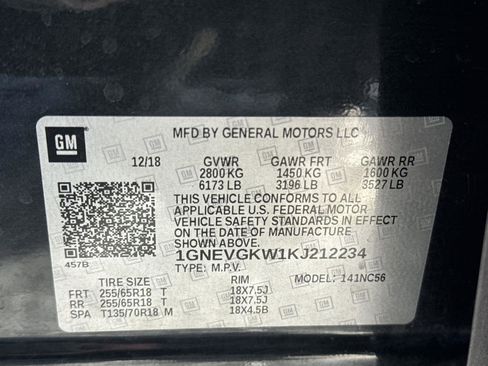 GM
MFD BY GENERAL MOTORS LLC
12/18 GVWR GAWR FRT GAWR RR
2800 KG 1450 KG 1600 KG
6173 LB 3196 LB 3527 LB
THIS VEHICLE CONFORMS TO ALL
APPLICABLE U.S. FEDERAL MOTOR
VEHICLE SAFETY STANDARDS IN EFFECT
ON THE DATE OF MANUFACTURE
SHOWN ABOVE.
457B
1GNEVGKW1KJ212234
TYPE: M.P.V. MODEL: 141NC56
TIRE SIZE RIM
FRT 255/65R18 T 18X7.5J
RR 255/65R18 T 18X7.5J
SPA T135/70R18 M 18X4.5B